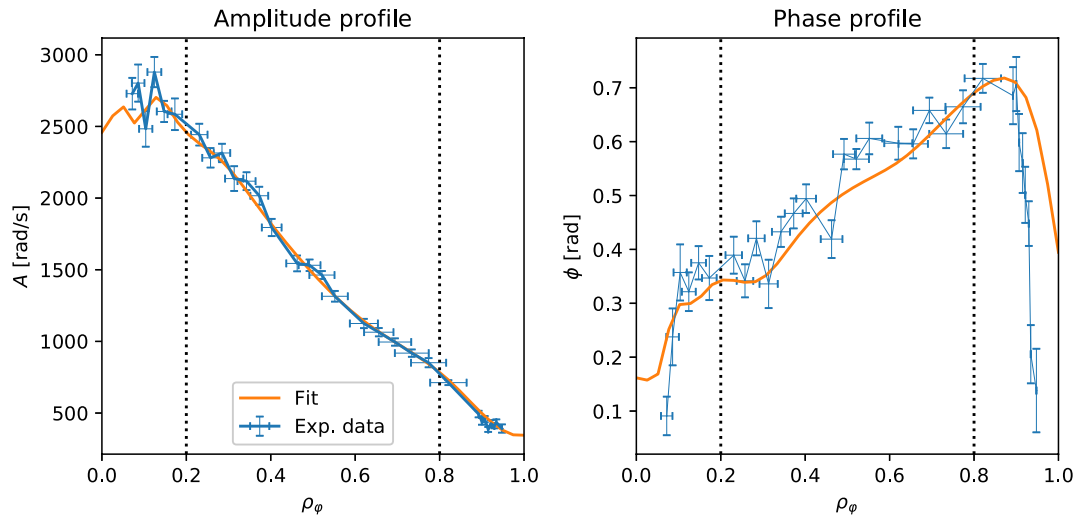 Amplitude profile
3000
2500
2000
1500
1000
500
A [rad/s]
0.0 0.2 0.4 0.6 0.8 1.0
ρφ
Fit
Exp. data
Phase profile
0.7
0.6
0.5
0.4
0.3
0.2
0.1
ϕ [rad]
0.0 0.2 0.4 0.6 0.8 1.0
ρφ